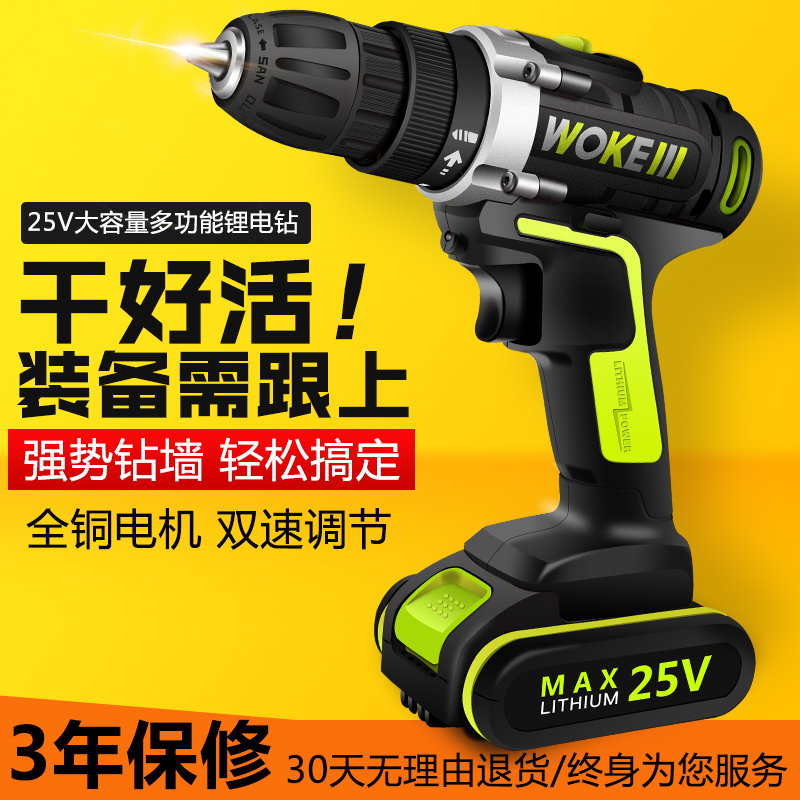 25V大容量多功能锂电钻
干好活！
装备需跟上
强势钻墙 轻松搞定
全铜电机 双速调节
WOKE
LITHIUM
POWER
MAX 25V
LITHIUM
3年保修
30天无理由退货/终身为您服务